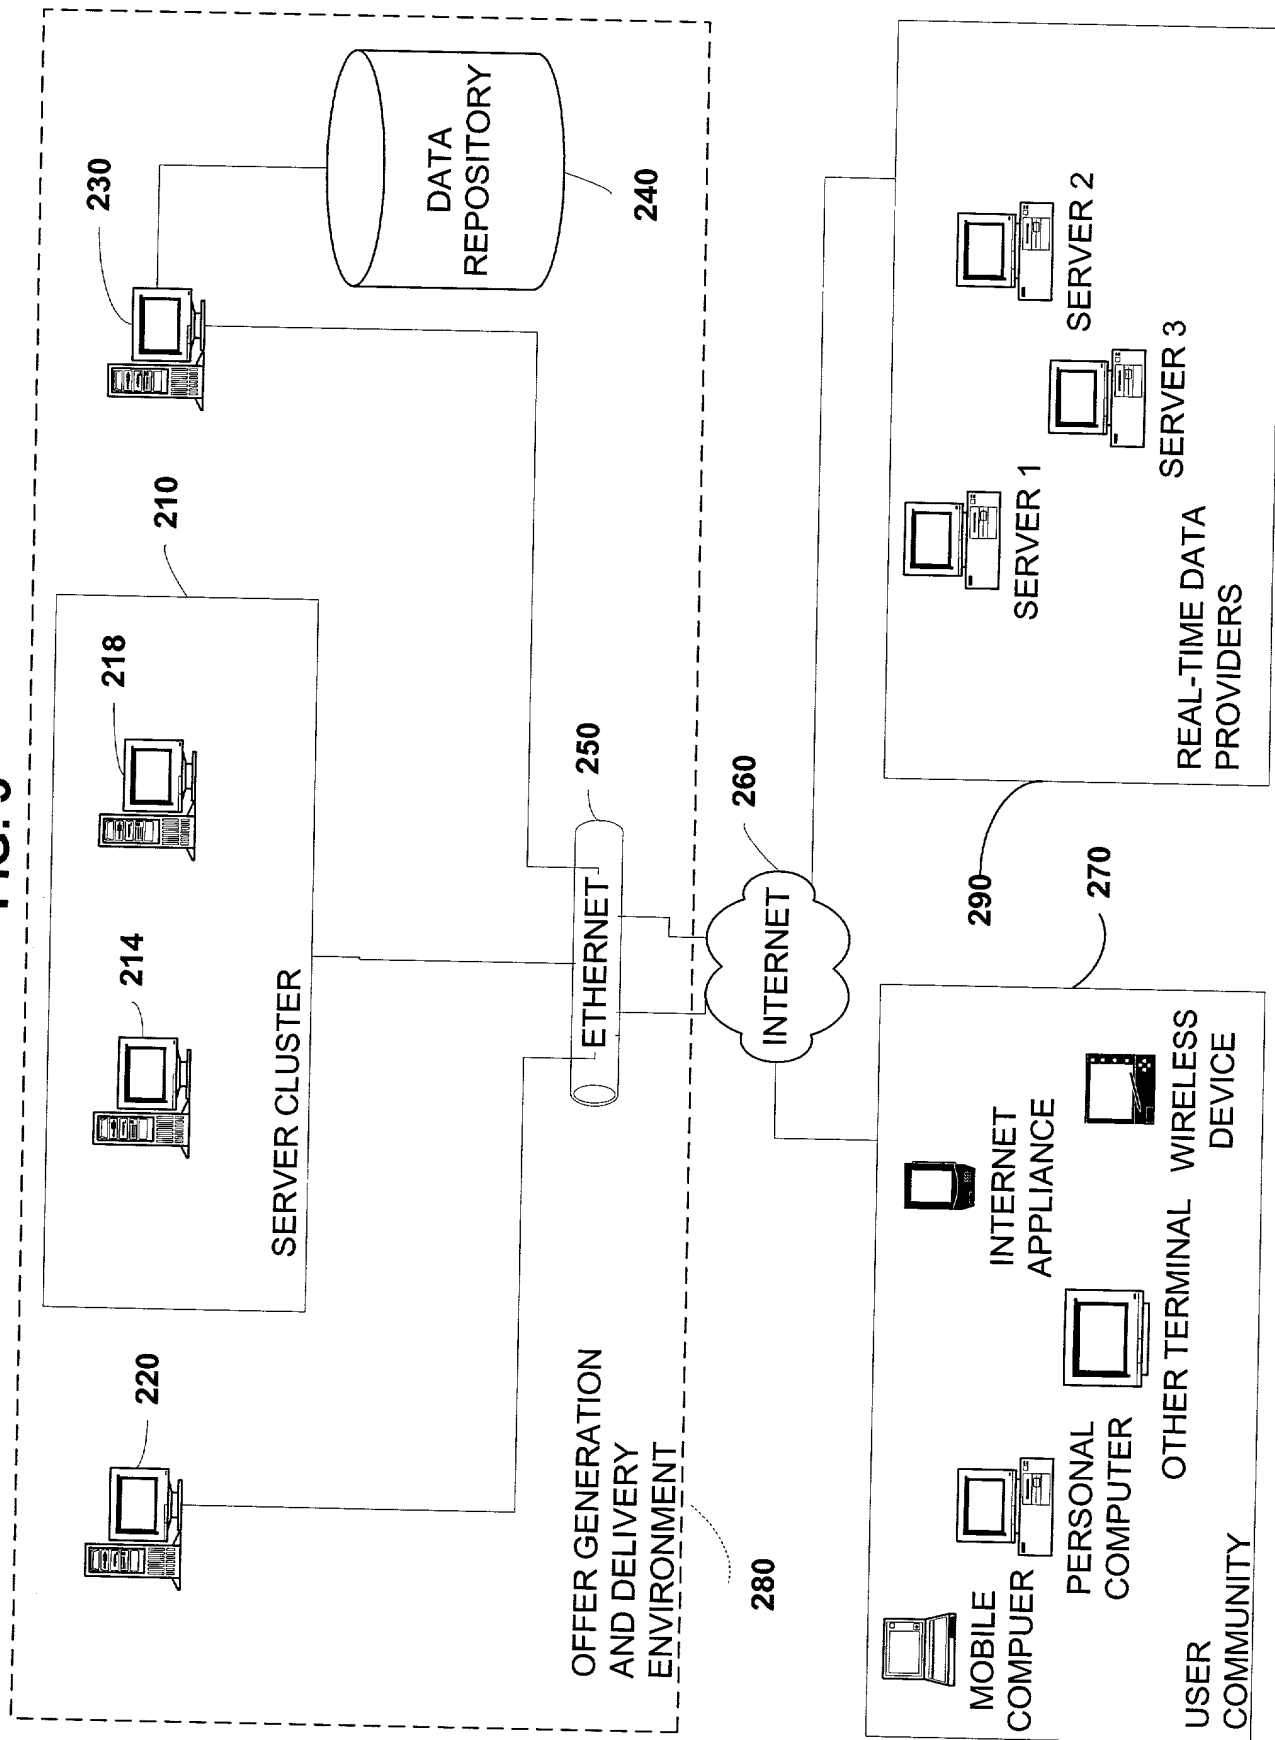 FIG.
220
214
218
210
230
SERVER CLUSTER
DATA
REPOSITORY
240
OFFER GENERATION
AND DELIVERY
ENVIRONMENT
280
ETHERNET
250
INTERNET
260
MOBILE
COMPUER
PERSONAL
COMPUTER
INTERNET
APPLIANCE
OTHER TERMINAL
WIRELESS
DEVICE
USER
COMMUNITY
270
290
SERVER 1
SERVER 2
SERVER 3
REAL-TIME DATA
PROVIDERS